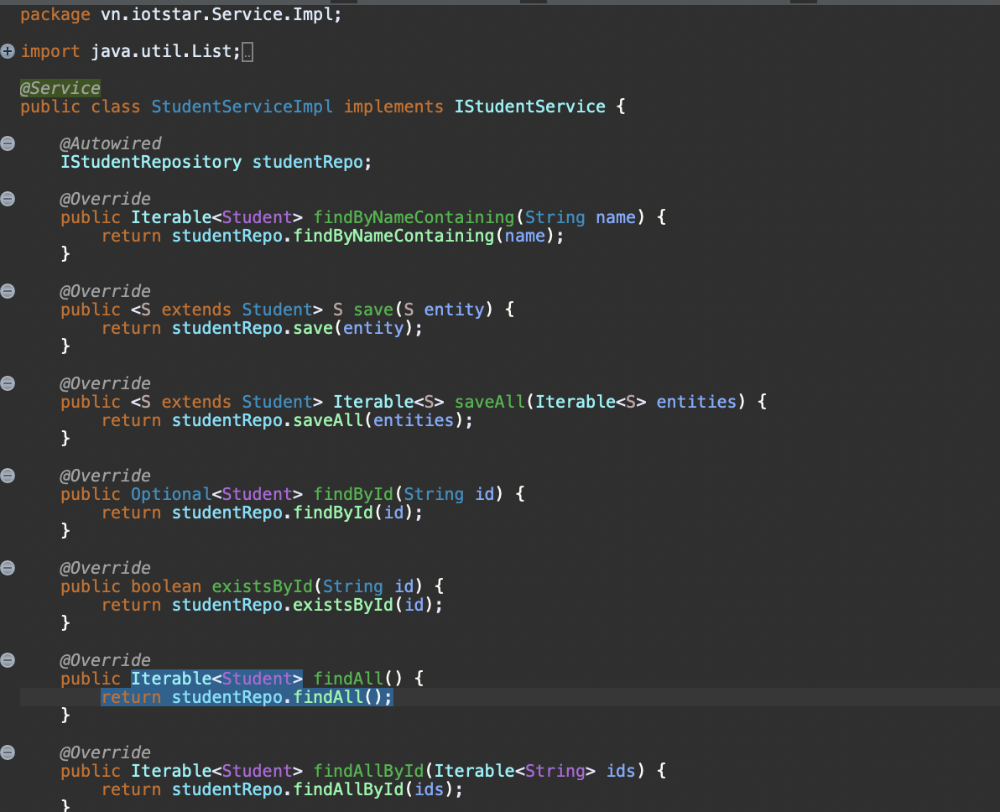 package vn.iotstar.Service.Impl;
import java.util.List;
@Service
public class StudentServiceImpl implements IStudentService {
@Autowired
IStudentRepository studentRepo;
@Override
public Iterable<Student> findByNameContaining(String name) {
return studentRepo.findByNameContaining(name);
}
@Override
public <S extends Student> S save(S entity) {
return studentRepo.save(entity);
}
@Override
public <S extends Student> Iterable<S> saveAll(Iterable<S> entities) {
return studentRepo.saveAll(entities);
}
@Override
public Optional<Student> findById(String id) {
return studentRepo.findById(id);
}
@Override
public boolean existsById(String id) {
return studentRepo.existsById(id);
}
@Override
public Iterable<Student> findAll() {
return studentRepo.findAll();
}
@Override
public Iterable<Student> findAllById(Iterable<String> ids) {
return studentRepo.findAllById(ids);
}